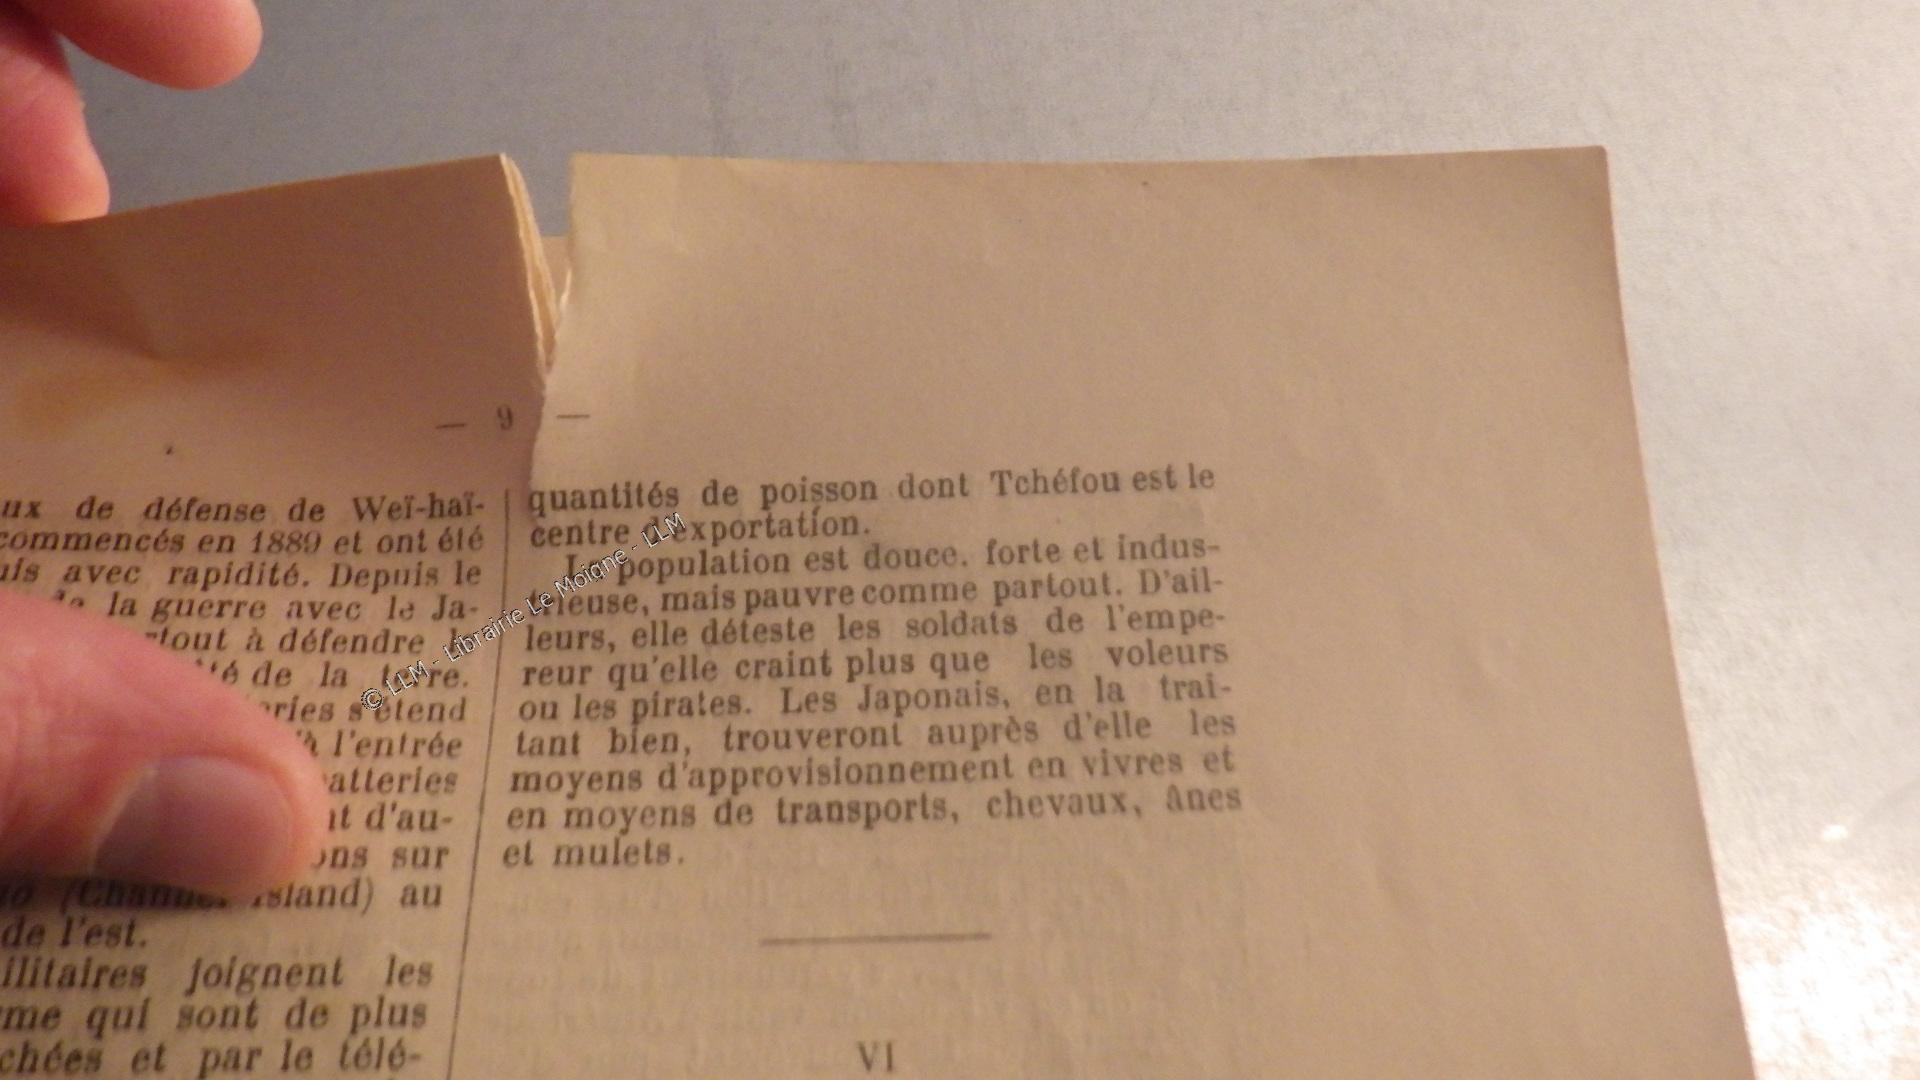 — 9 —
ux de défense de Weï-haï-
commencés en 1889 et ont été
uis avec rapidité. Depuis le
la guerre avec le Ja-
rtout à défendre
té de la terre.
ries s'étend
à l'entrée
atteries
nt d'au-
ons sur
(Channel Island) au
de l'est.
ilitaires joignent les
rme qui sont de plus
chées et par le télé-
quantités de poisson dont Tchéfou est le
centre d'exportation.
La population est douce. forte et indus-
trieuse, mais pauvre comme partout. D'ail-
leurs, elle déteste les soldats de l'empe-
reur qu'elle craint plus que les voleurs
ou les pirates. Les Japonais, en la trai-
tant bien, trouveront auprès d'elle les
moyens d'approvisionnement en vivres et
en moyens de transports, chevaux, ânes
et mulets.
VI
© LLM - Librairie Le Moigne - LLM